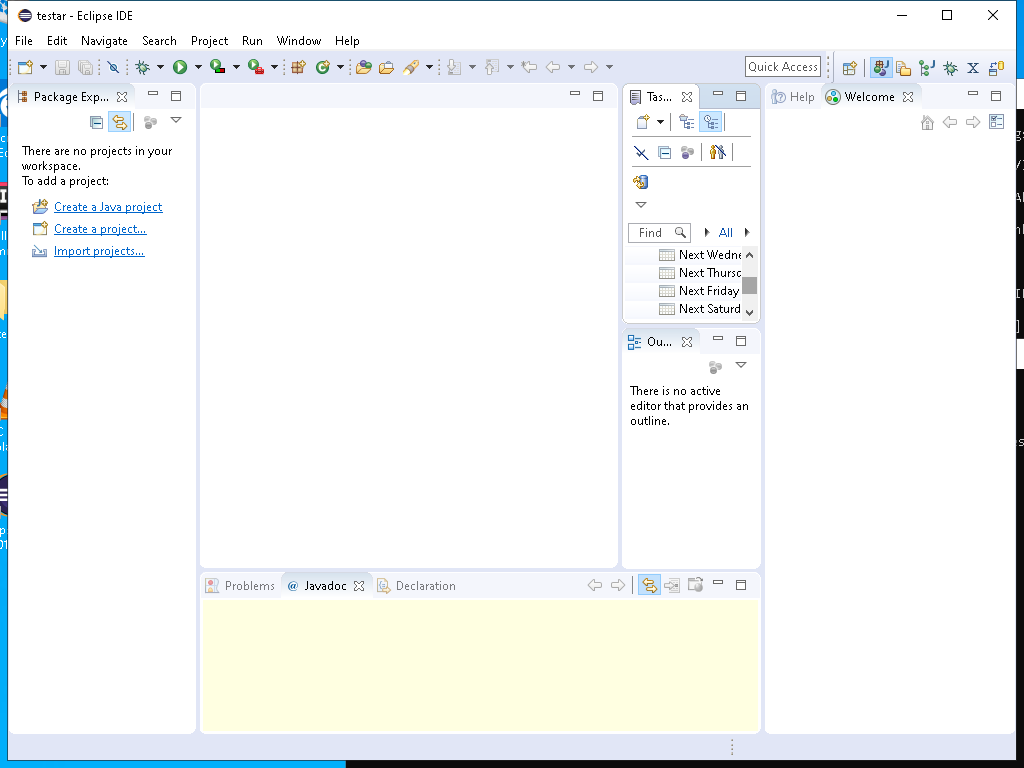 testar - Eclipse IDE
File Edit Navigate Search Project Run Window Help
Quick Access
Package Exp...
There are no projects in your
workspace.
To add a project:
Create a Java project
Create a project...
Import projects...
Tas...
Find
All
Next Wedne
Next Thursd
Next Friday
Next Saturd
Ou...
There is no active
editor that provides an
outline.
Help
Welcome
Problems
@ Javadoc
Declaration